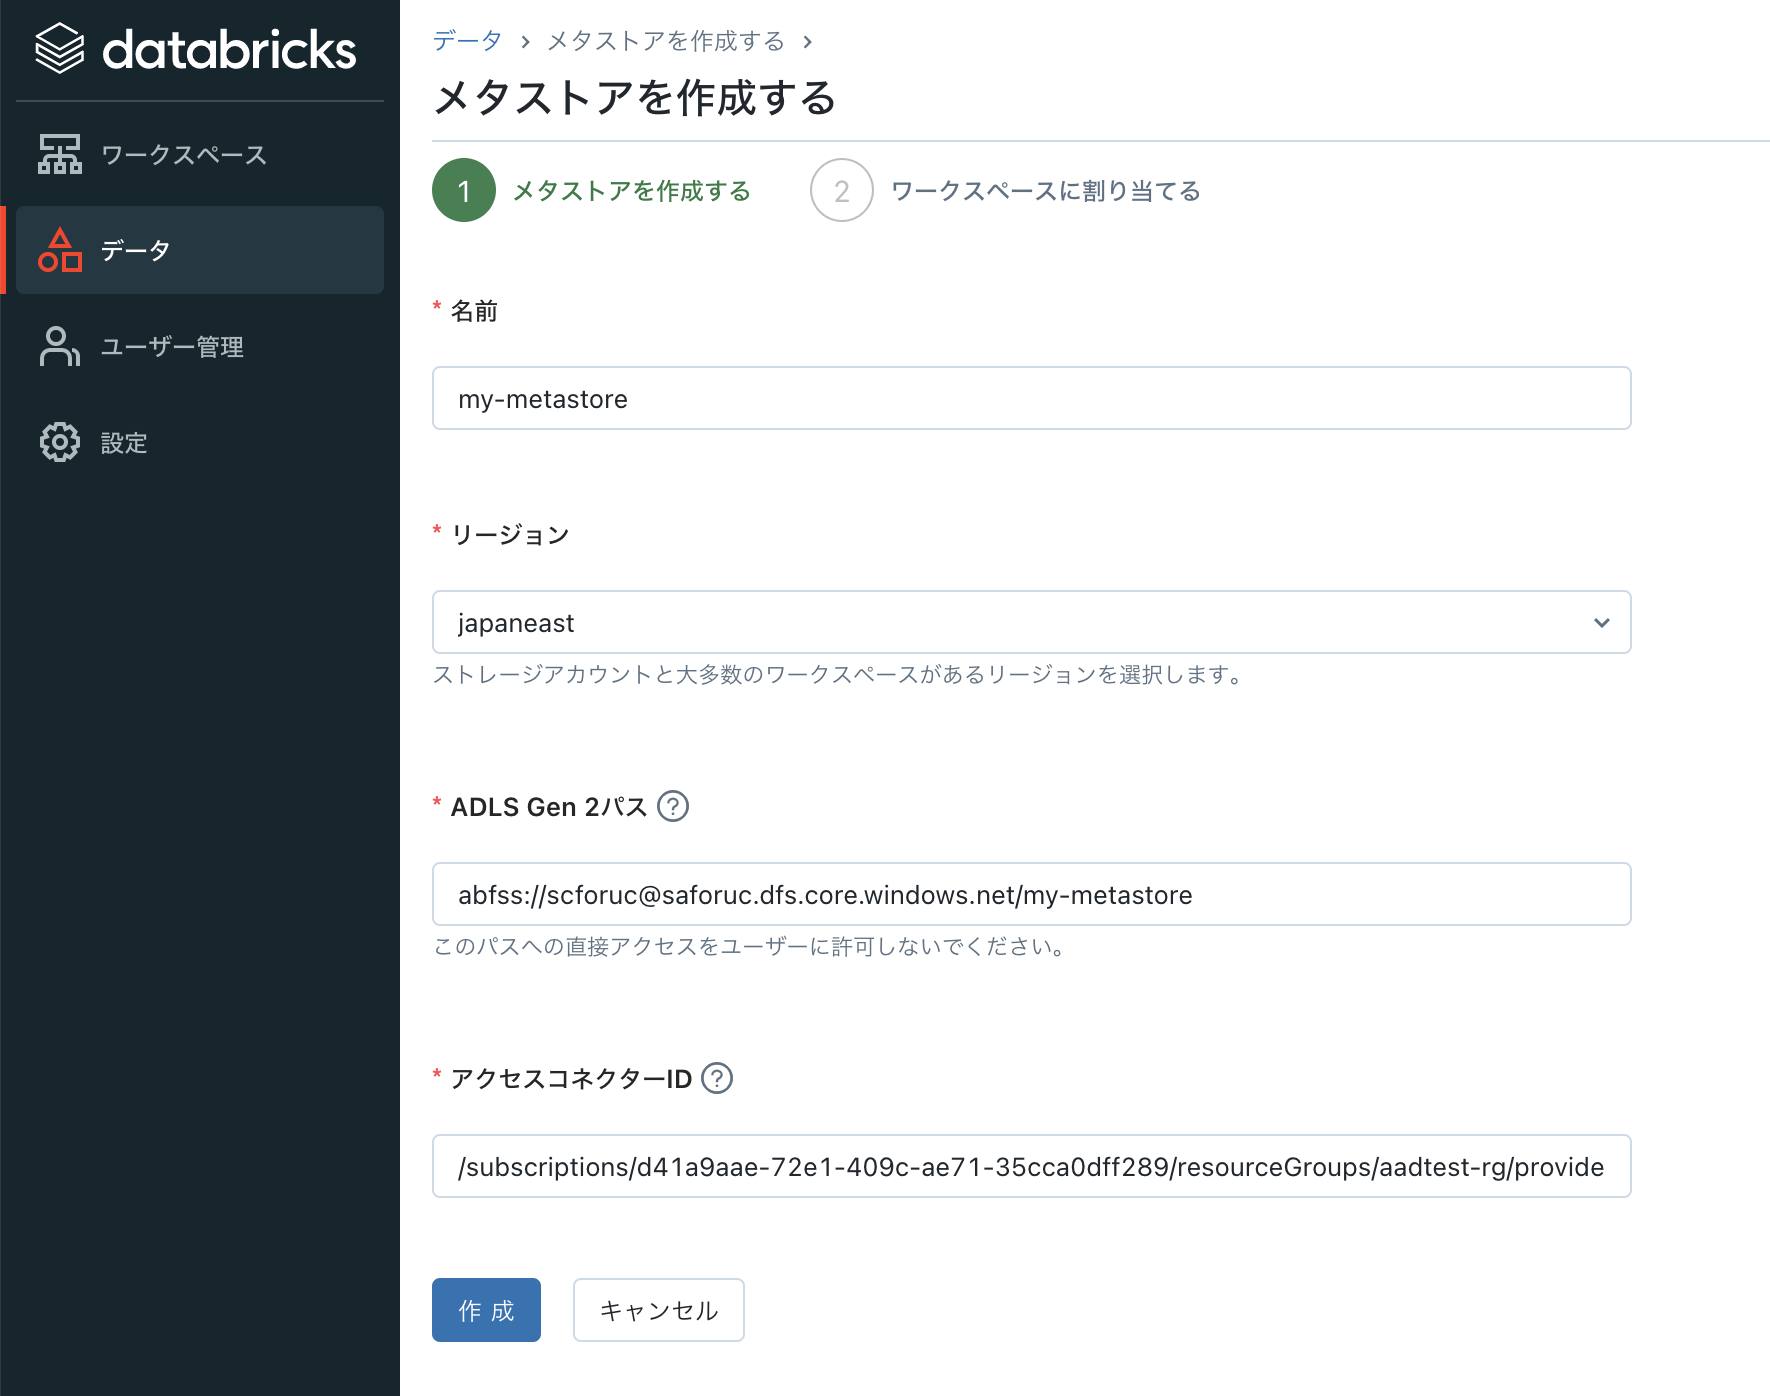 databricks
ワークスペース
データ
ユーザー管理
設定
データ › メタストアを作成する ›
メタストアを作成する
1 メタストアを作成する 2 ワークスペースに割り当てる
* 名前
my-metastore
* リージョン
japaneast
ストレージアカウントと大多数のワークスペースがあるリージョンを選択します。
* ADLS Gen 2パス ?
abfss://scforuc@saforuc.dfs.core.windows.net/my-metastore
このパスへの直接アクセスをユーザーに許可しないでください。
* アクセスコネクターID ?
/subscriptions/d41a9aae-72e1-409c-ae71-35cca0dff289/resourceGroups/aadtest-rg/provide
作 成 キャンセル